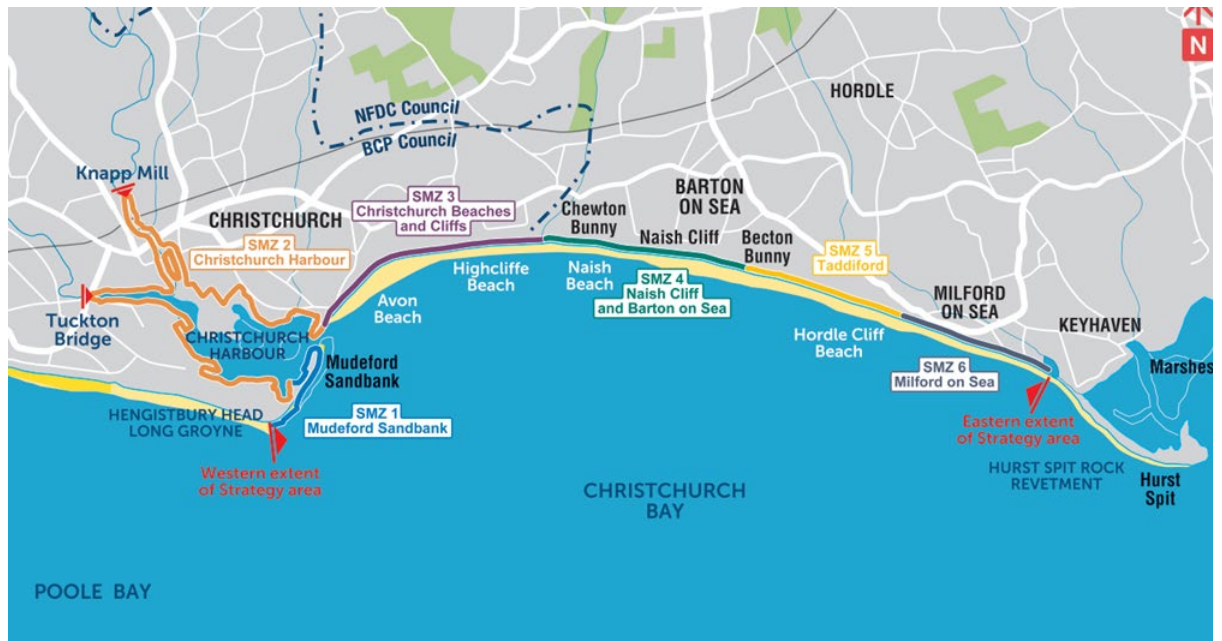 N
HORDLE
NFDC Council
BCP Council
Knapp Mill
CHRISTCHURCH
SMZ 3
Christchurch Beaches
and Cliffs
BARTON
ON SEA
Chewton
Bunny
SMZ 2
Christchurch Harbour
Naish Cliff
Becton
Bunny
SMZ 5
Taddiford
Highcliffe
Beach
Naish
Beach
SMZ 4
Naish Cliff
and Barton on Sea
Avon
Beach
MILFORD
ON SEA
Tuckton
Bridge
CHRISTCHURCH
HARBOUR
KEYHAVEN
Hordle Cliff
Beach
Mudeford
Sandbank
Marshes
SMZ 6
Milford on Sea
HENGISTBURY HEAD
LONG GROYNE
SMZ 1
Mudeford Sandbank
Eastern extent
of Strategy area
Western extent
of Strategy area
HURST SPIT ROCK
REVETMENT
Hurst
Spit
CHRISTCHURCH
BAY
POOLE BAY